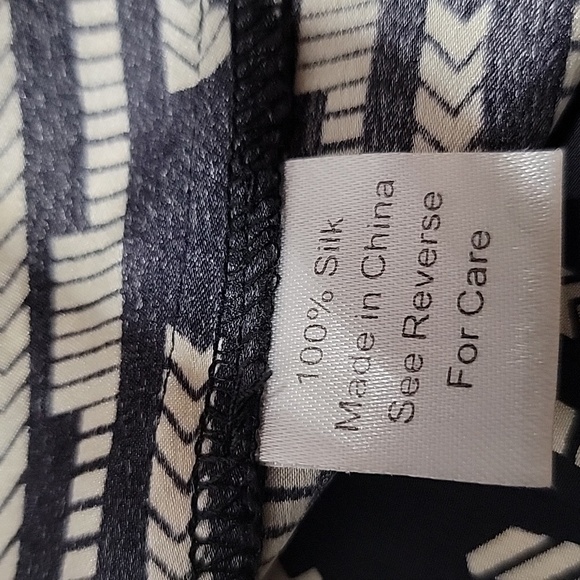 100% Silk
Made in China
See Reverse
For Care